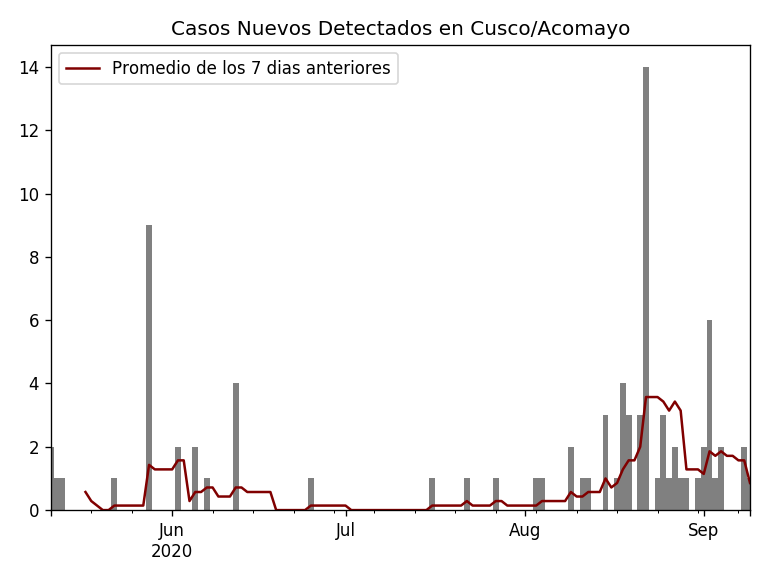 Casos Nuevos Detectados en Cusco/Acomayo
Promedio de los 7 dias anteriores
14
12
10
8
6
4
2
0
Jun
2020
Jul
Aug
Sep